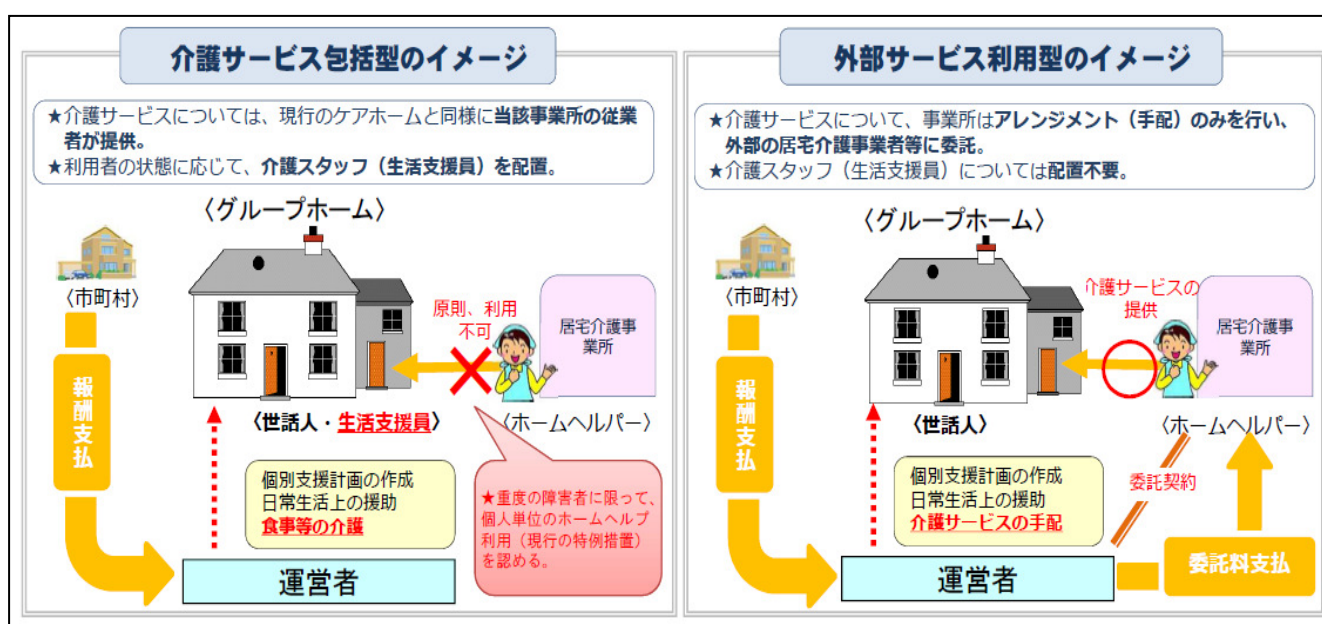 介護サービス包括型のイメージ
★介護サービスについては、現行のケアホームと同様に当該事業所の従業
者が提供。
★利用者の状態に応じて、介護スタッフ（生活支援員）を配置。
〈グループホーム〉
〈市町村〉
原則、利用
不可
居宅介護事
業所
報酬支払
〈世話人・生活支援員〉
〈ホームヘルパー〉
個別支援計画の作成
日常生活上の援助
食事等の介護
★重度の障害者に限って、
個人単位のホームヘルプ
利用（現行の特例措置）
を認める。
運営者
外部サービス利用型のイメージ
★介護サービスについて、事業所はアレンジメント（手配）のみを行い、
外部の居宅介護事業者等に委託。
★介護スタッフ（生活支援員）については配置不要。
〈グループホーム〉
〈市町村〉
介護サービスの
提供
居宅介護事
業所
報酬支払
〈世話人〉
〈ホームヘルパー〉
個別支援計画の作成
日常生活上の援助
介護サービスの手配
委託契約
運営者
委託料支払